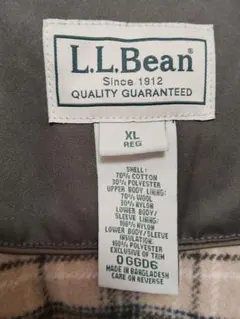 L.L.Bean®
Since 1912
QUALITY GUARANTEED
XL
REG
SHELL:
70% COTTON
30% POLYESTER
UPPER BODY LINING:
70% WOOL
30% NYLON
LOWER BODY/
SLEEVE LINING:
100% NYLON
LOWER BODY/
SLEEVE
INSULATION:
100% POLYESTER
EXCLUSIVE OF TRIM
0 GGD6
MADE IN BANGLADESH
CARE ON REVERSE